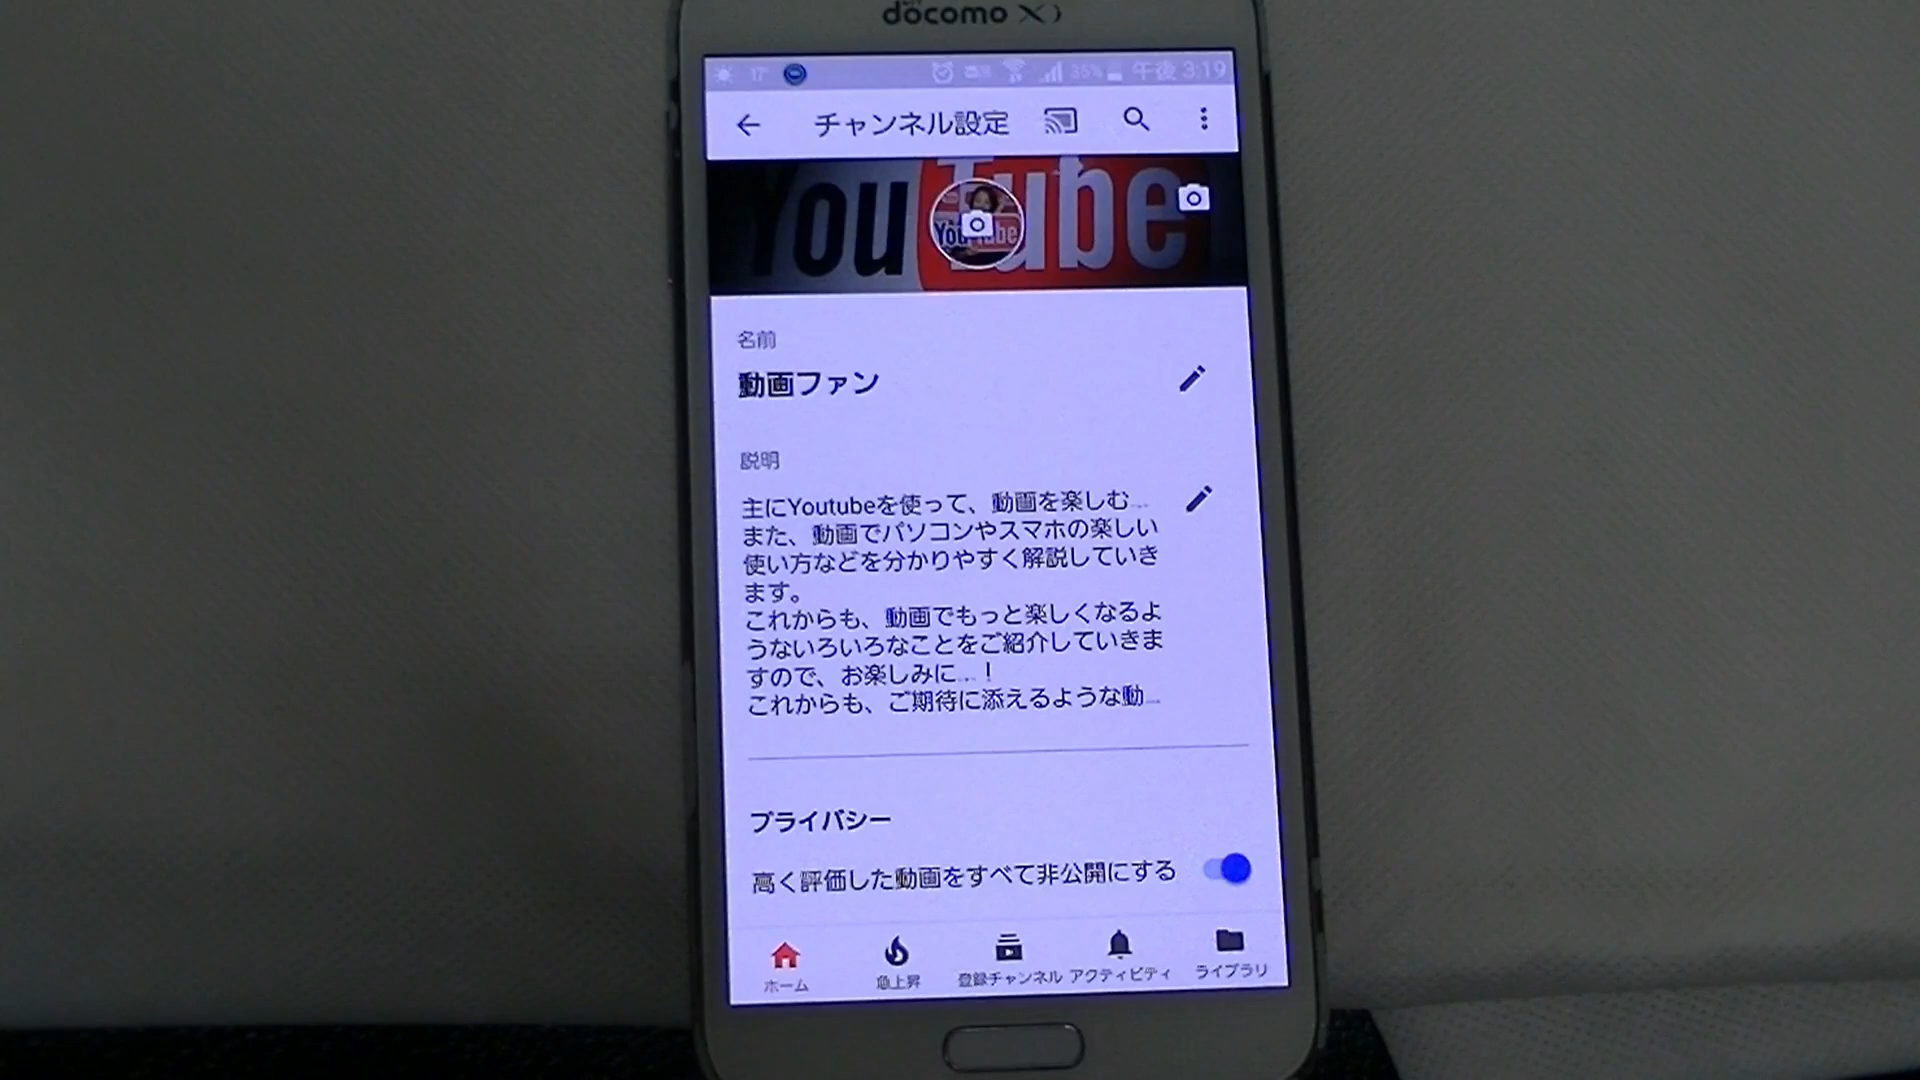 docomo Xi
17° 35% 午後3:19
チャンネル設定
YouTube
YouTube
名前
動画ファン
説明
主にYoutubeを使って、動画を楽しむ...
また、動画でパソコンやスマホの楽しい
使い方などを分かりやすく解説していき
ます。
これからも、動画でもっと楽しくなるよ
うないろいろなことをご紹介していきま
すので、お楽しみに...！
これからも、ご期待に添えるような動...
プライバシー
高く評価した動画をすべて非公開にする
ホーム 急上昇 登録チャンネル アクティビティ ライブラリ